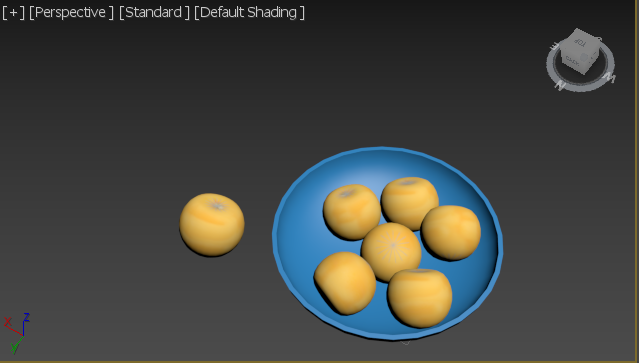 [+] [Perspective ] [Standard ] [Default Shading ]
N
Z
X